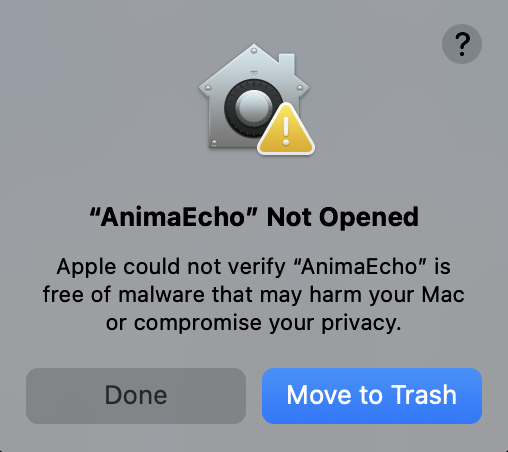 ?
“AnimaEcho” Not Opened
Apple could not verify “AnimaEcho” is
free of malware that may harm your Mac
or compromise your privacy.
Done
Move to Trash